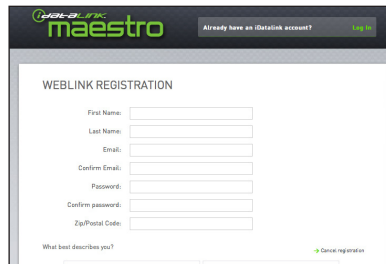 iDataLink
maestro
Already have an iDatalink account? Log In
WEBLINK REGISTRATION
First Name:
Last Name:
Email:
Confirm Email:
Password:
Confirm password:
Zip/Postal Code:
What best describes you?
Cancel registration